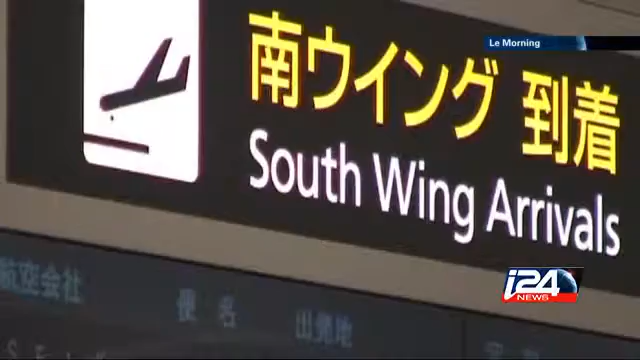 Le Morning
南ウイング 到着
South Wing Arrivals
i24
NEWS
航空会社
便名
出発地